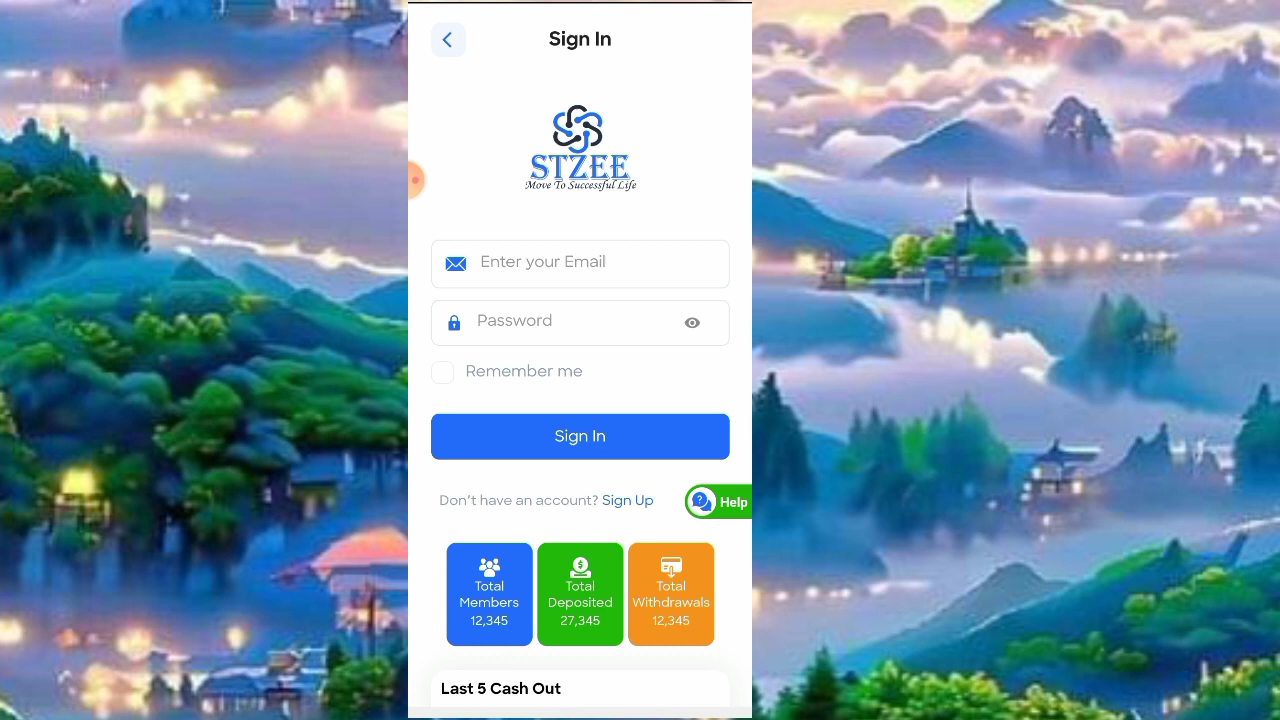 Sign In
STZEE
Move To Successful Life
Enter your Email
Password
Remember me
Sign In
Don't have an account? Sign Up
Help
Total Members 12,345
Total Deposited 27,345
Total Withdrawals 12,345
Last 5 Cash Out